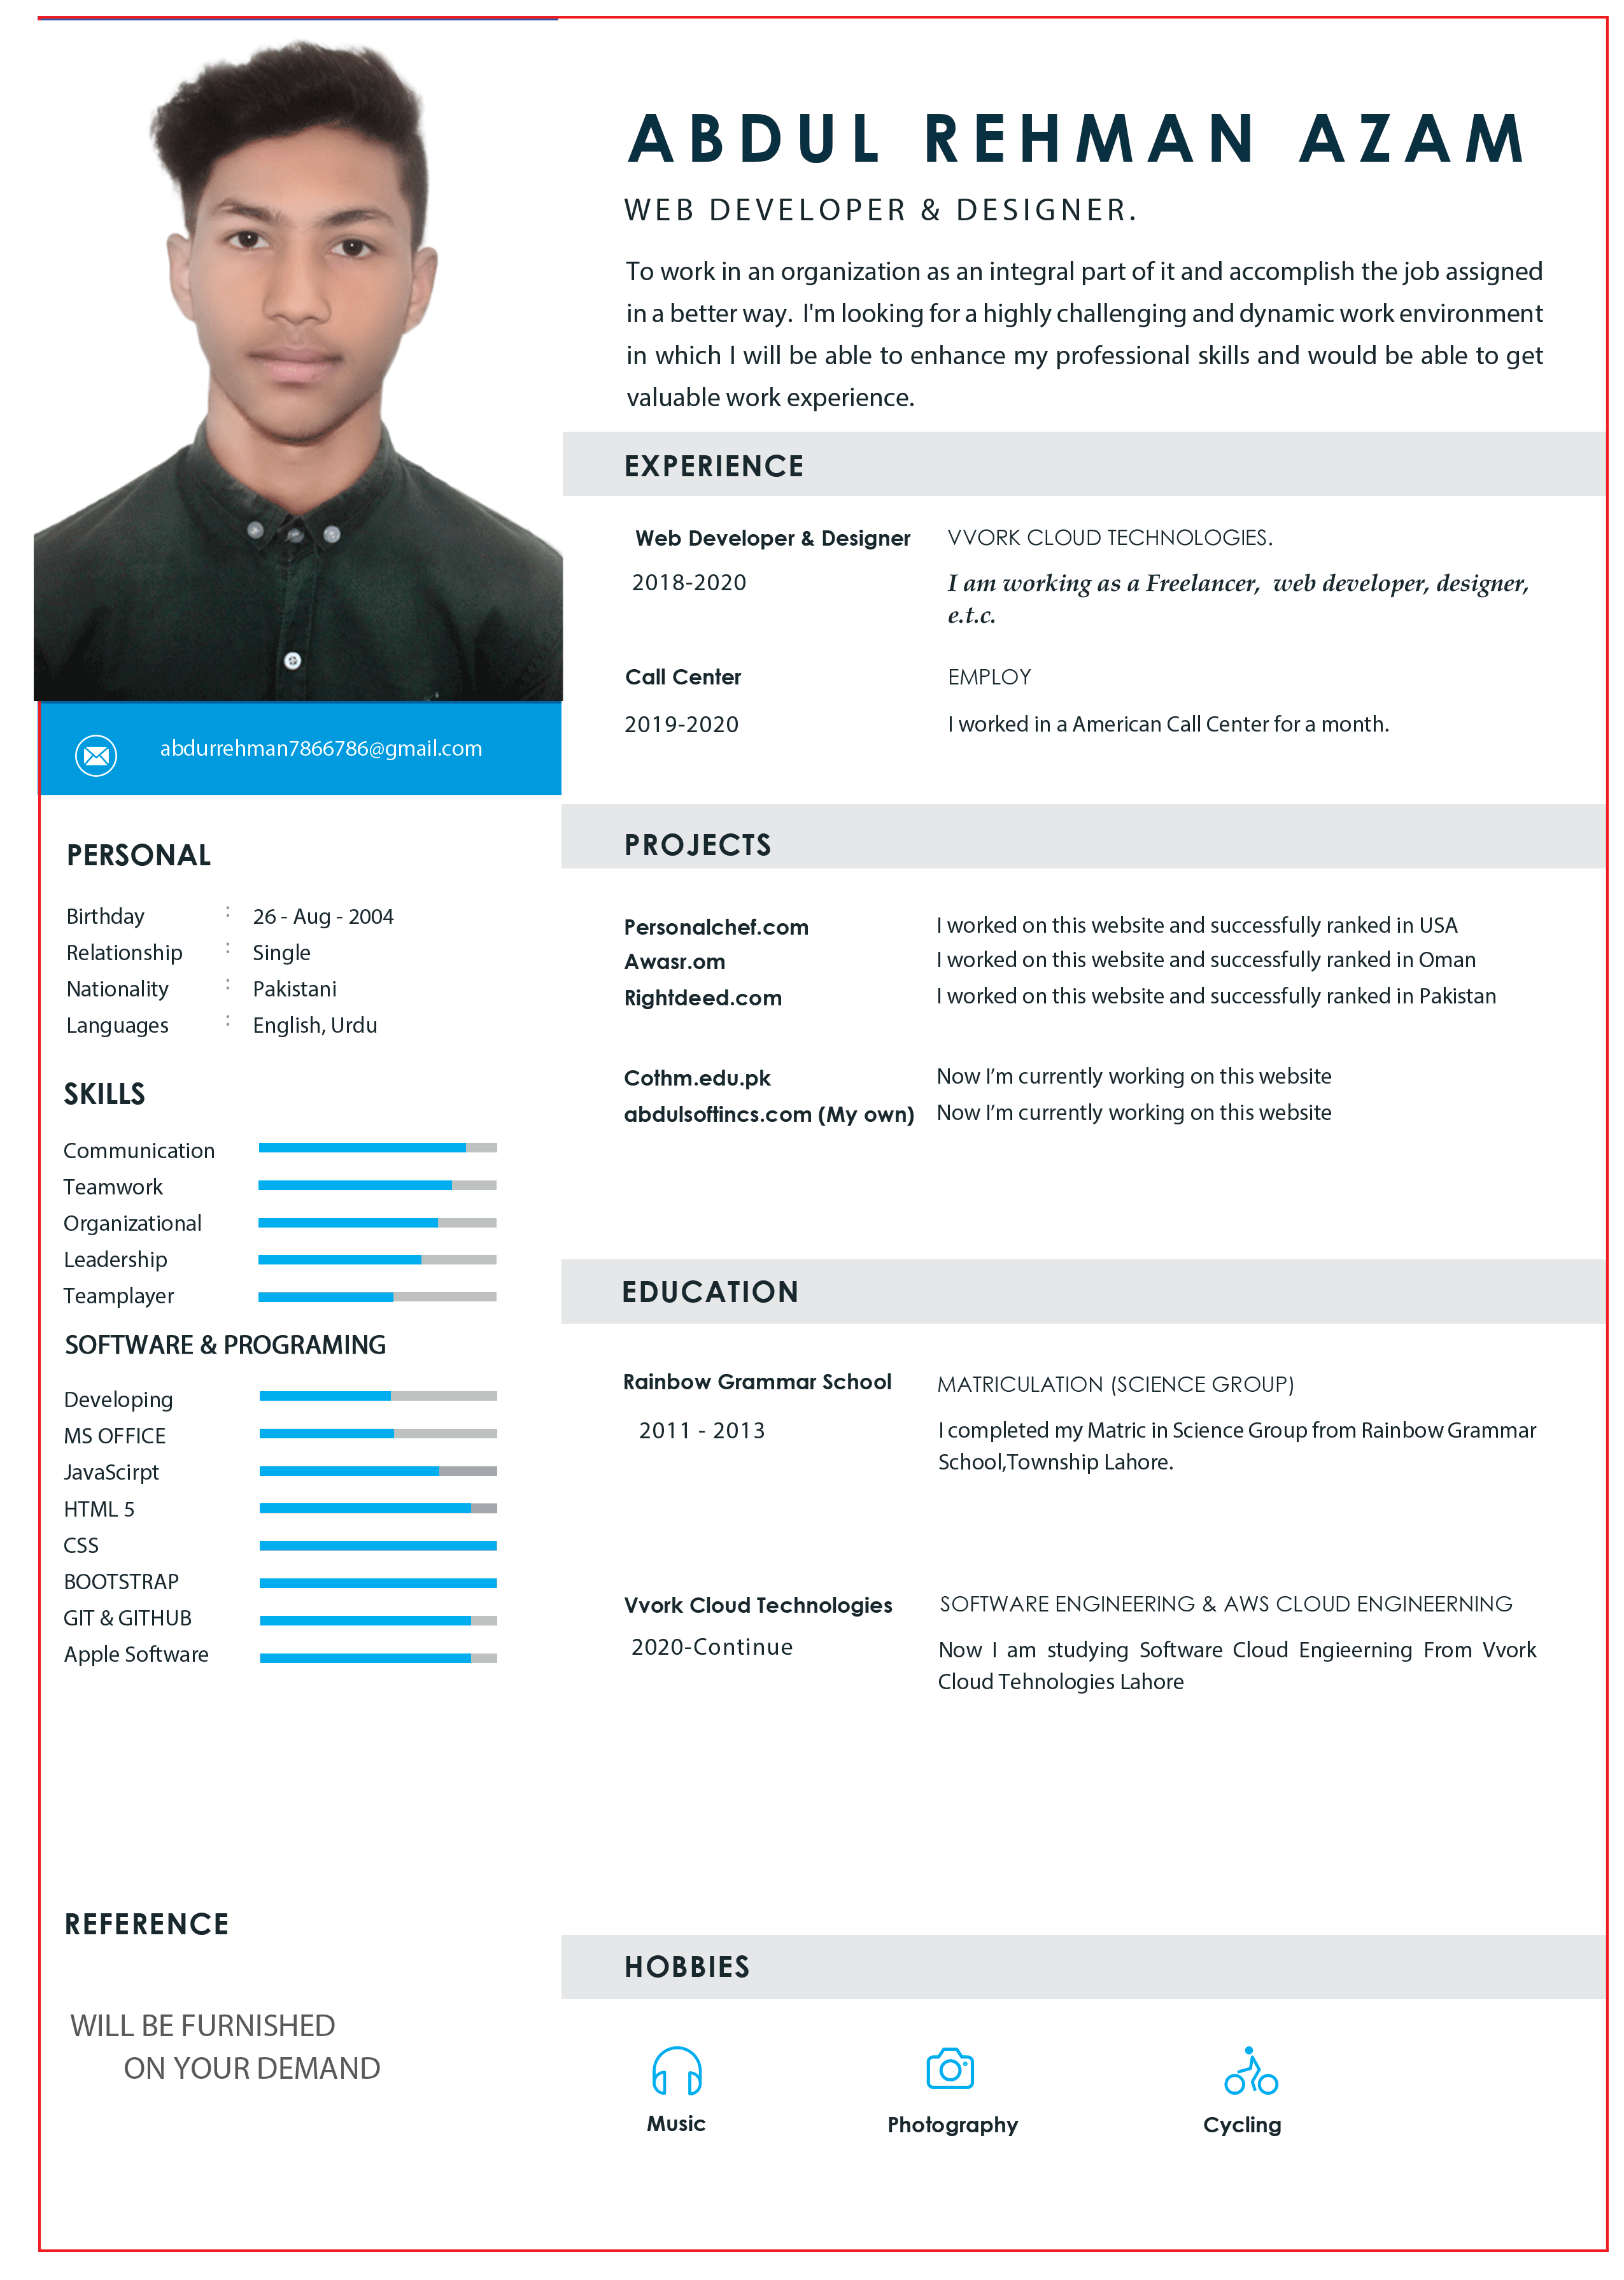 ABDUL REHMAN AZAM
WEB DEVELOPER & DESIGNER.
To work in an organization as an integral part of it and accomplish the job assigned
in a better way. I'm looking for a highly challenging and dynamic work environment
in which I will be able to enhance my professional skills and would be able to get
valuable work experience.
EXPERIENCE
Web Developer & Designer VVORK CLOUD TECHNOLOGIES.
2018-2020 I am working as a Freelancer, web developer, designer,
e.t.c.
Call Center EMPLOY
2019-2020 I worked in a American Call Center for a month.
abdurrehman7866786@gmail.com
PERSONAL
Birthday : 26 - Aug - 2004
Relationship : Single
Nationality : Pakistani
Languages : English, Urdu
SKILLS
Communication
Teamwork
Organizational
Leadership
Teamplayer
SOFTWARE & PROGRAMING
Developing
MS OFFICE
JavaScirpt
HTML 5
CSS
BOOTSTRAP
GIT & GITHUB
Apple Software
REFERENCE
WILL BE FURNISHED
ON YOUR DEMAND
PROJECTS
Personalchef.com I worked on this website and successfully ranked in USA
Awasr.om I worked on this website and successfully ranked in Oman
Rightdeed.com I worked on this website and successfully ranked in Pakistan
Cothm.edu.pk Now I’m currently working on this website
abdulsoftincs.com (My own) Now I’m currently working on this website
EDUCATION
Rainbow Grammar School MATRICULATION (SCIENCE GROUP)
2011 - 2013 I completed my Matric in Science Group from Rainbow Grammar
School,Township Lahore.
Vvork Cloud Technologies SOFTWARE ENGINEERING & AWS CLOUD ENGINEERNING
2020-Continue Now I am studying Software Cloud Engieerning From Vvork
Cloud Tehnologies Lahore
HOBBIES
Music Photography Cycling